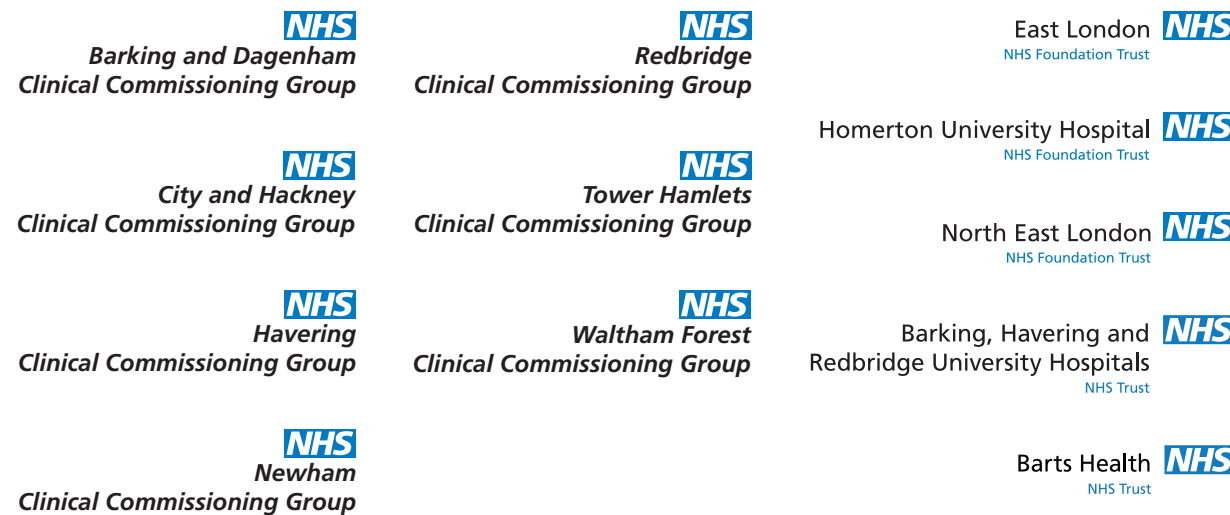 NHS
Barking and Dagenham
Clinical Commissioning Group
NHS
City and Hackney
Clinical Commissioning Group
NHS
Havering
Clinical Commissioning Group
NHS
Newham
Clinical Commissioning Group
NHS
Redbridge
Clinical Commissioning Group
NHS
Tower Hamlets
Clinical Commissioning Group
NHS
Waltham Forest
Clinical Commissioning Group
East London NHS
NHS Foundation Trust
Homerton University Hospital NHS
NHS Foundation Trust
North East London NHS
NHS Foundation Trust
Barking, Havering and NHS
Redbridge University Hospitals
NHS Trust
Barts Health NHS
NHS Trust